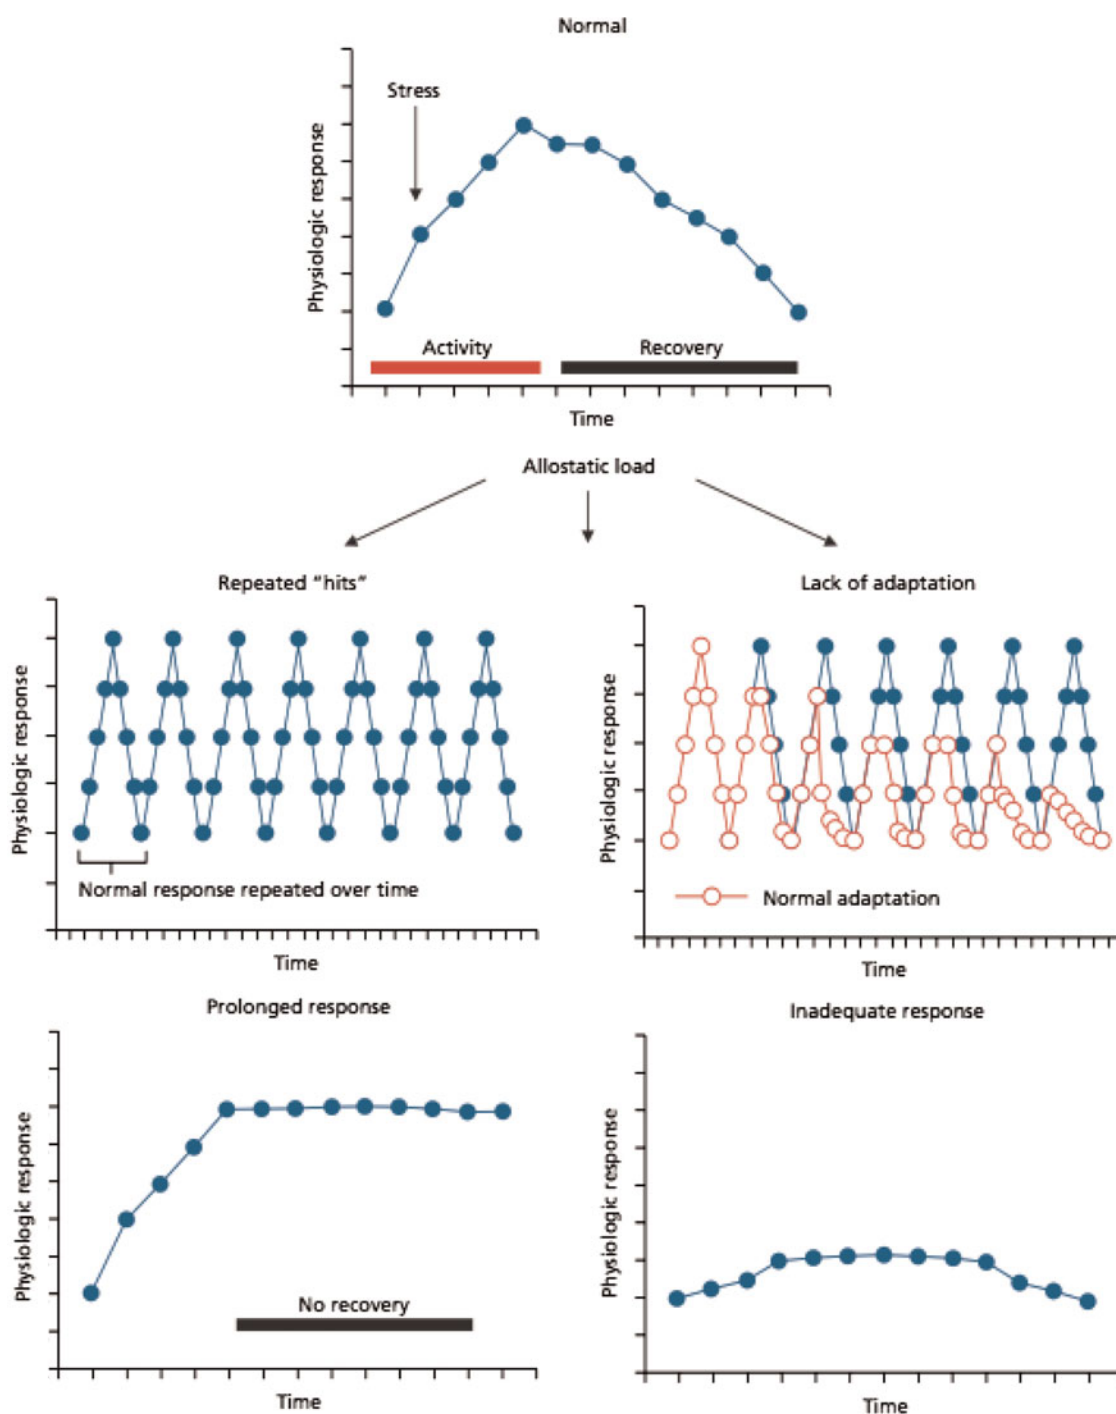 Normal
Stress
Physiologic response
Activity
Recovery
Time
Allostatic load
Repeated “hits”
Physiologic response
Normal response repeated over time
Time
Lack of adaptation
Physiologic response
Normal adaptation
Time
Prolonged response
Physiologic response
No recovery
Time
Inadequate response
Physiologic response
Time